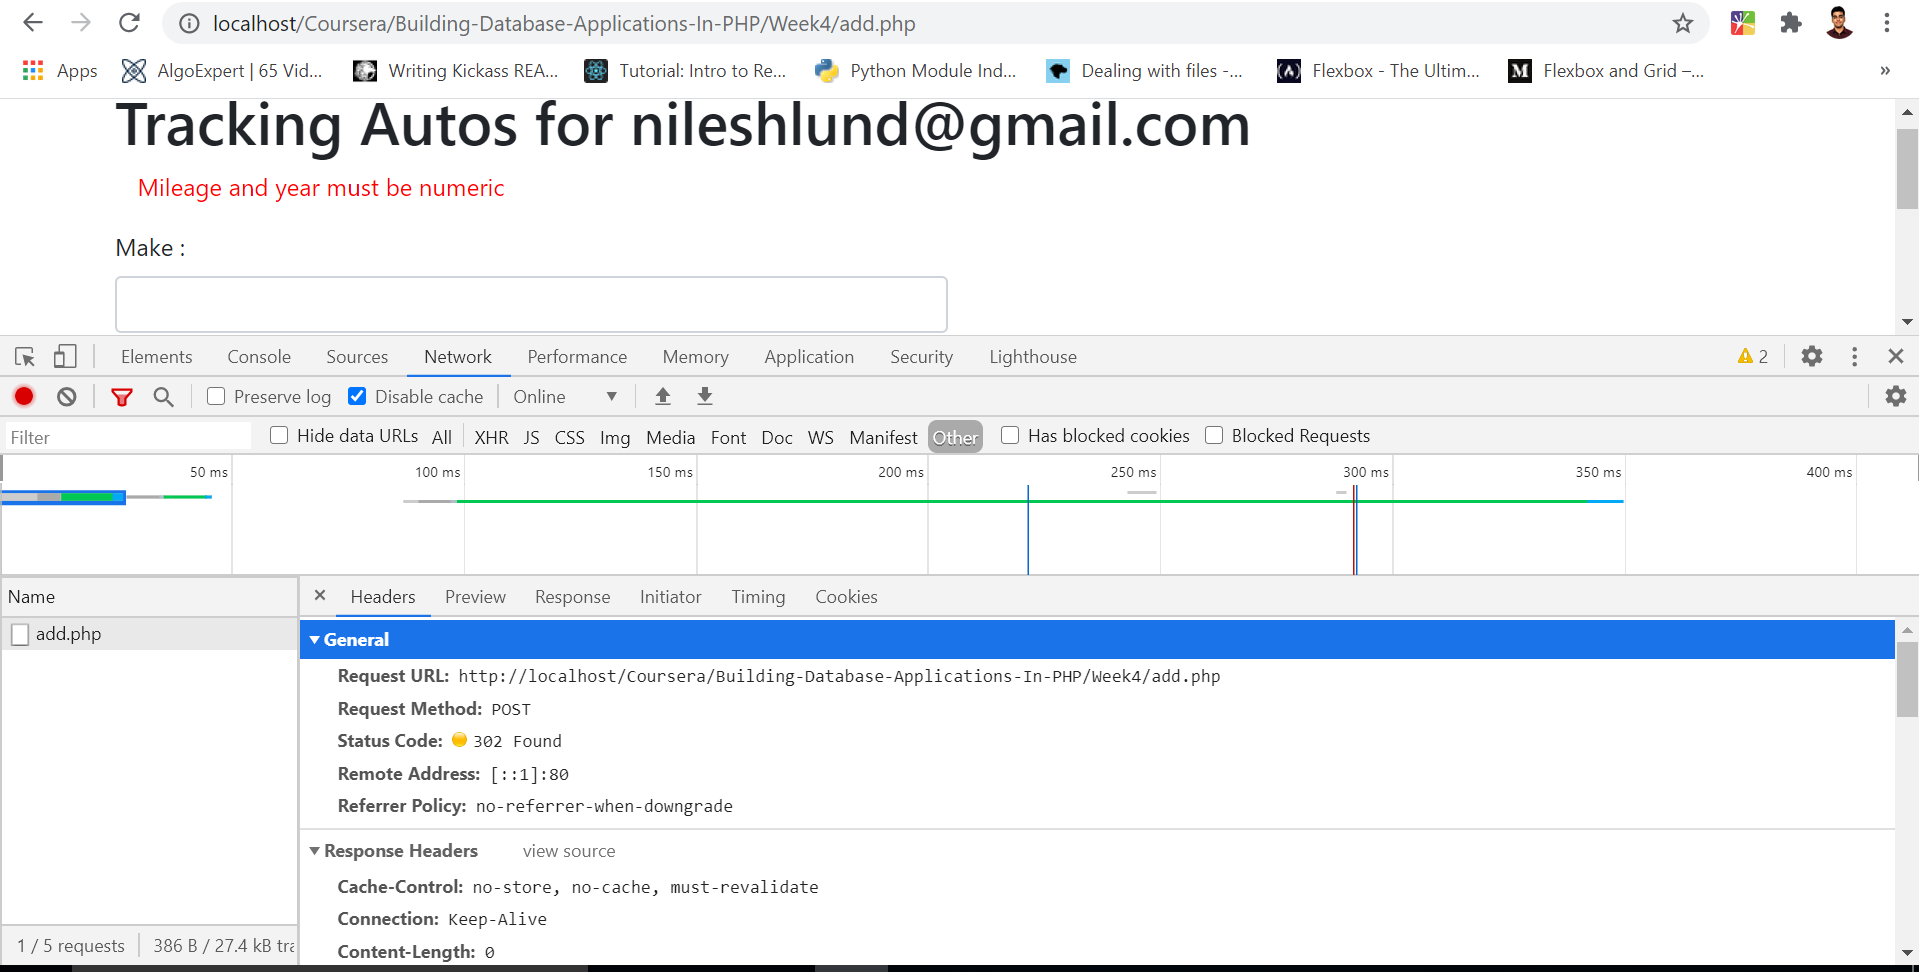 localhost/Coursera/Building-Database-Applications-In-PHP/Week4/add.php
Apps AlgoExpert | 65 Vid... Writing Kickass REA... Tutorial: Intro to Re... Python Module Ind... Dealing with files -... Flexbox - The Ultim... Flexbox and Grid –... »
Tracking Autos for nileshlund@gmail.com
Mileage and year must be numeric
Make :
Elements Console Sources Network Performance Memory Application Security Lighthouse 2
Preserve log Disable cache Online
Filter Hide data URLs All XHR JS CSS Img Media Font Doc WS Manifest Other Has blocked cookies Blocked Requests
50 ms 100 ms 150 ms 200 ms 250 ms 300 ms 350 ms 400 ms
Name Headers Preview Response Initiator Timing Cookies
add.php
General
Request URL: http://localhost/Coursera/Building-Database-Applications-In-PHP/Week4/add.php
Request Method: POST
Status Code: 302 Found
Remote Address: [::1]:80
Referrer Policy: no-referrer-when-downgrade
Response Headers view source
Cache-Control: no-store, no-cache, must-revalidate
Connection: Keep-Alive
Content-Length: 0
1 / 5 requests 386 B / 27.4 kB tra